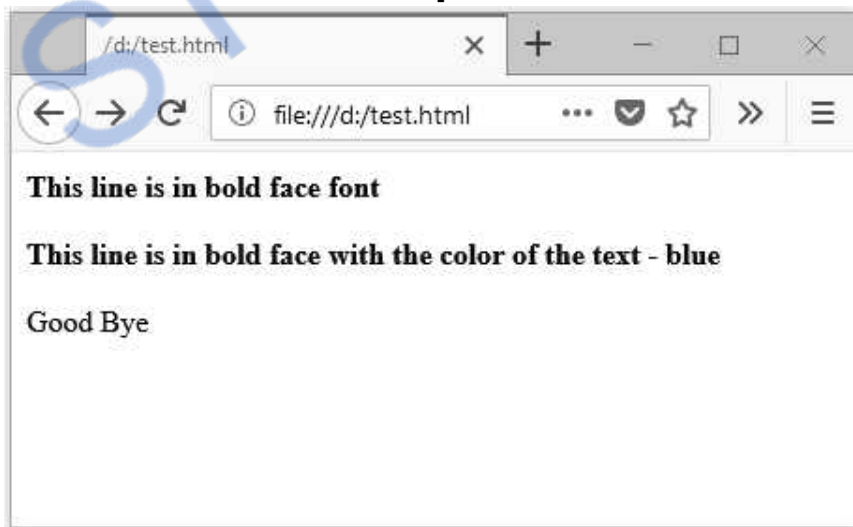 /d:/test.html
file:///d:/test.html
This line is in bold face font
This line is in bold face with the color of the text - blue
Good Bye